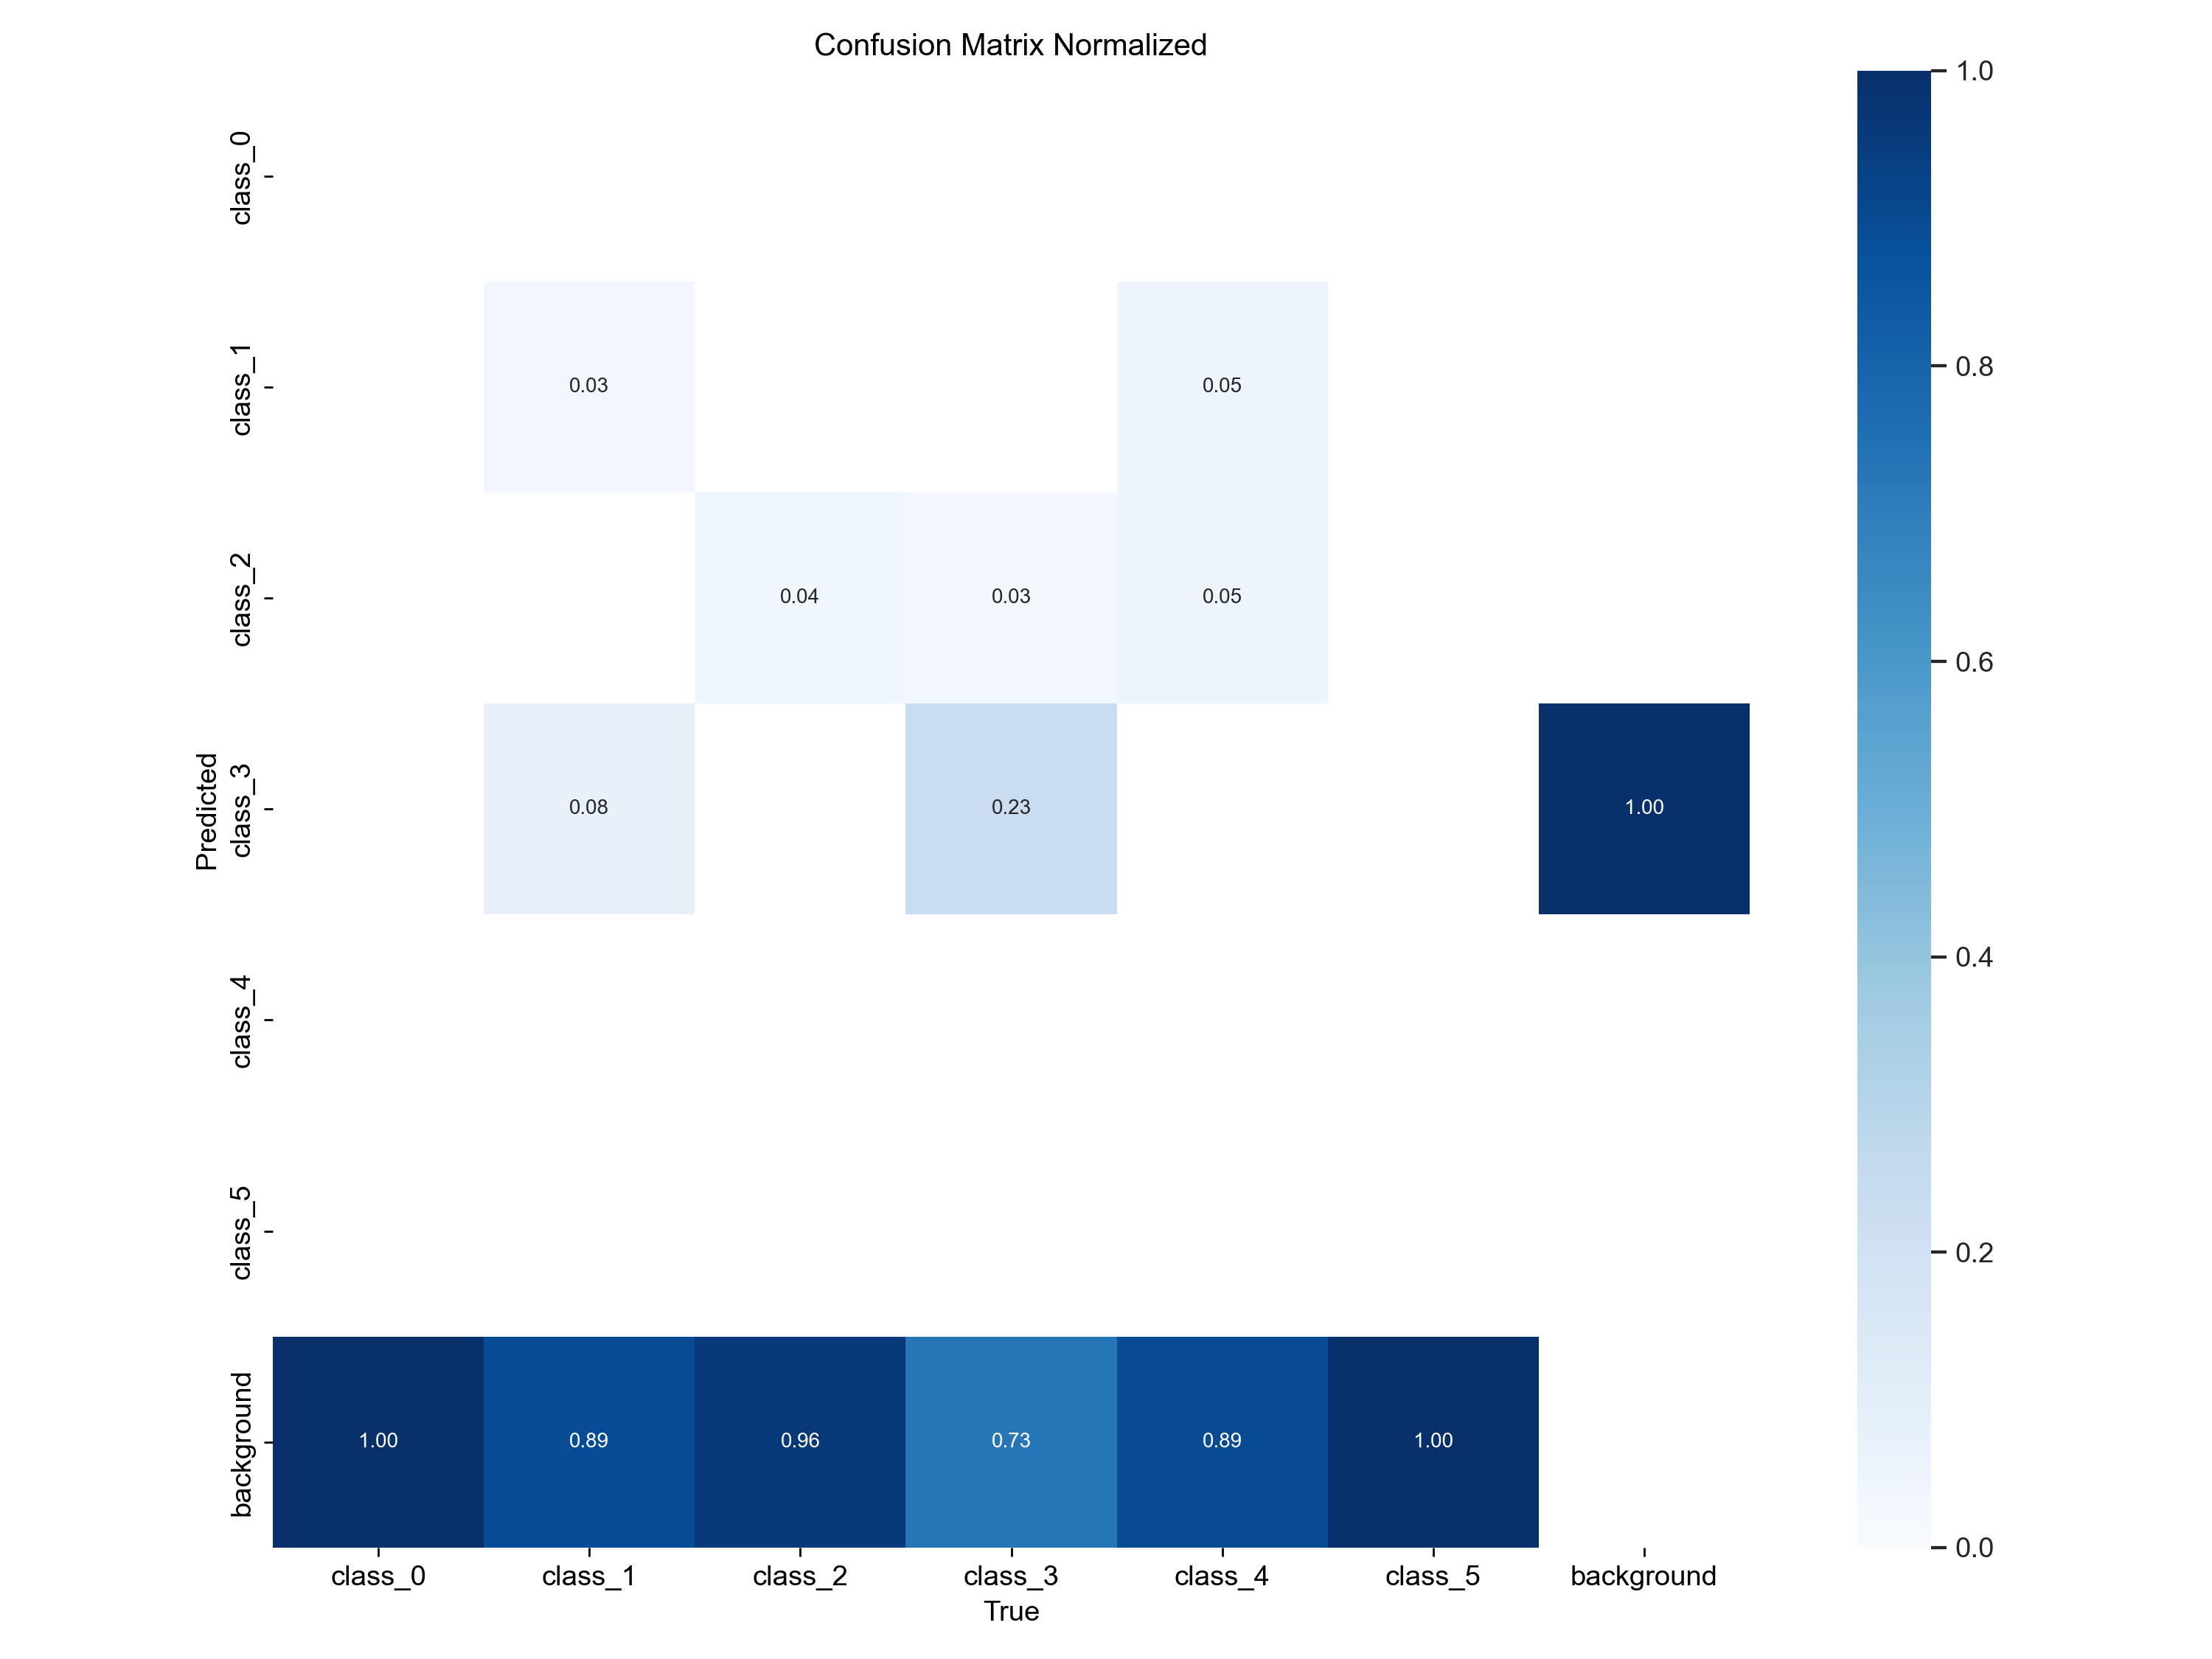 Confusion Matrix Normalized
1.0
class_0
class_1
0.03
0.05
0.8
class_2
0.04
0.03
0.05
0.6
Predicted
class_3
0.08
0.23
1.00
0.4
class_4
class_5
0.2
background
1.00
0.89
0.96
0.73
0.89
1.00
0.0
class_0
class_1
class_2
class_3
class_4
class_5
background
True